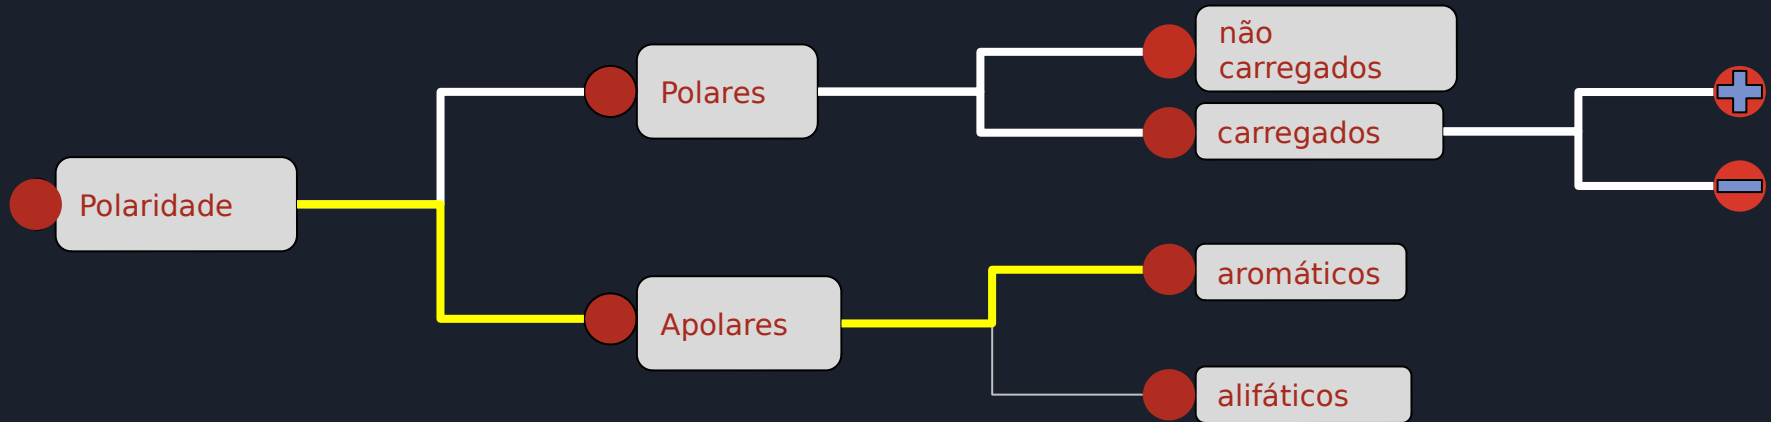 Polaridade
Polares
não
carregados
carregados
Apolares
aromáticos
alifáticos